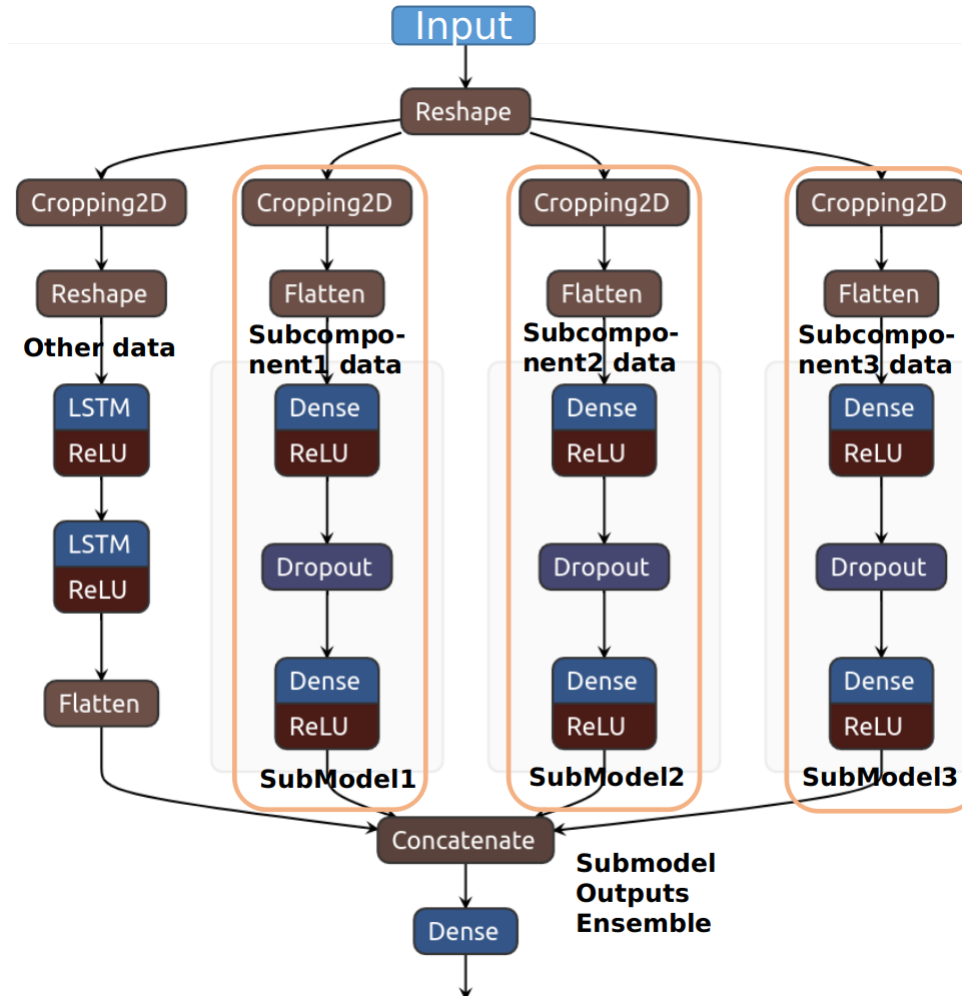 Input
Reshape
Cropping2D
Cropping2D
Cropping2D
Cropping2D
Reshape
Flatten
Flatten
Flatten
Other data
Subcompo-
nent1 data
Subcompo-
nent2 data
Subcompo-
nent3 data
LSTM
ReLU
Dense
ReLU
Dense
ReLU
Dense
ReLU
LSTM
ReLU
Dropout
Dropout
Dropout
Flatten
Dense
ReLU
Dense
ReLU
Dense
ReLU
SubModel1
SubModel2
SubModel3
Concatenate
Submodel
Outputs
Ensemble
Dense